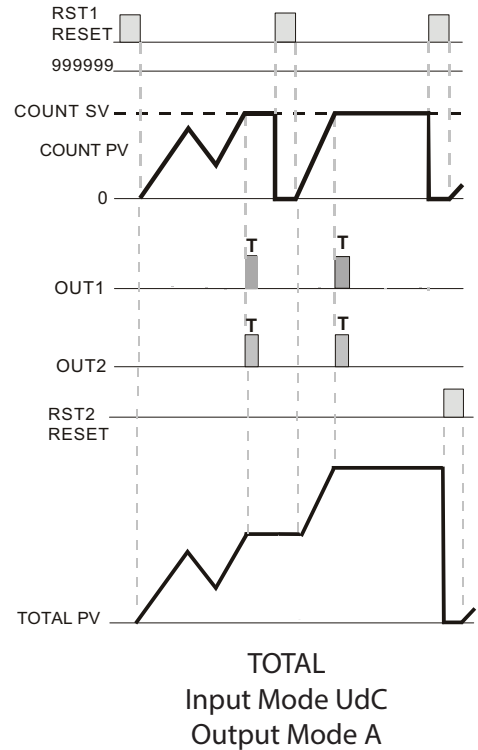 RST1
RESET
999999
COUNT SV
COUNT PV
0
T T
OUT1
T T
OUT2
RST2
RESET
TOTAL PV
TOTAL
Input Mode UdC
Output Mode A